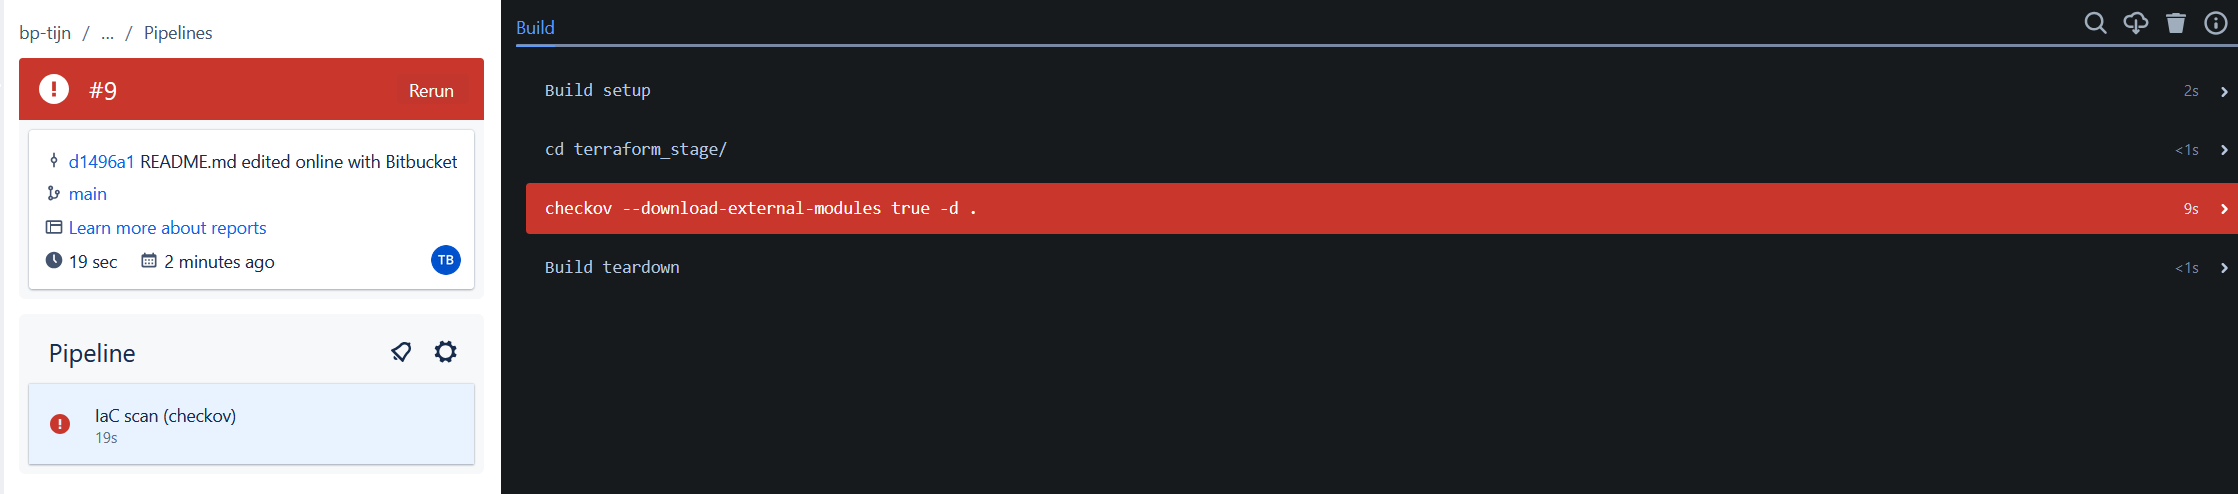 bp-tijn / ... / Pipelines
#9 Rerun
d1496a1 README.md edited online with Bitbucket
main
Learn more about reports
19 sec 2 minutes ago TB
Pipeline
IaC scan (checkov)
19s
Build
Build setup 2s
cd terraform_stage/ <1s
checkov --download-external-modules true -d . 9s
Build teardown <1s